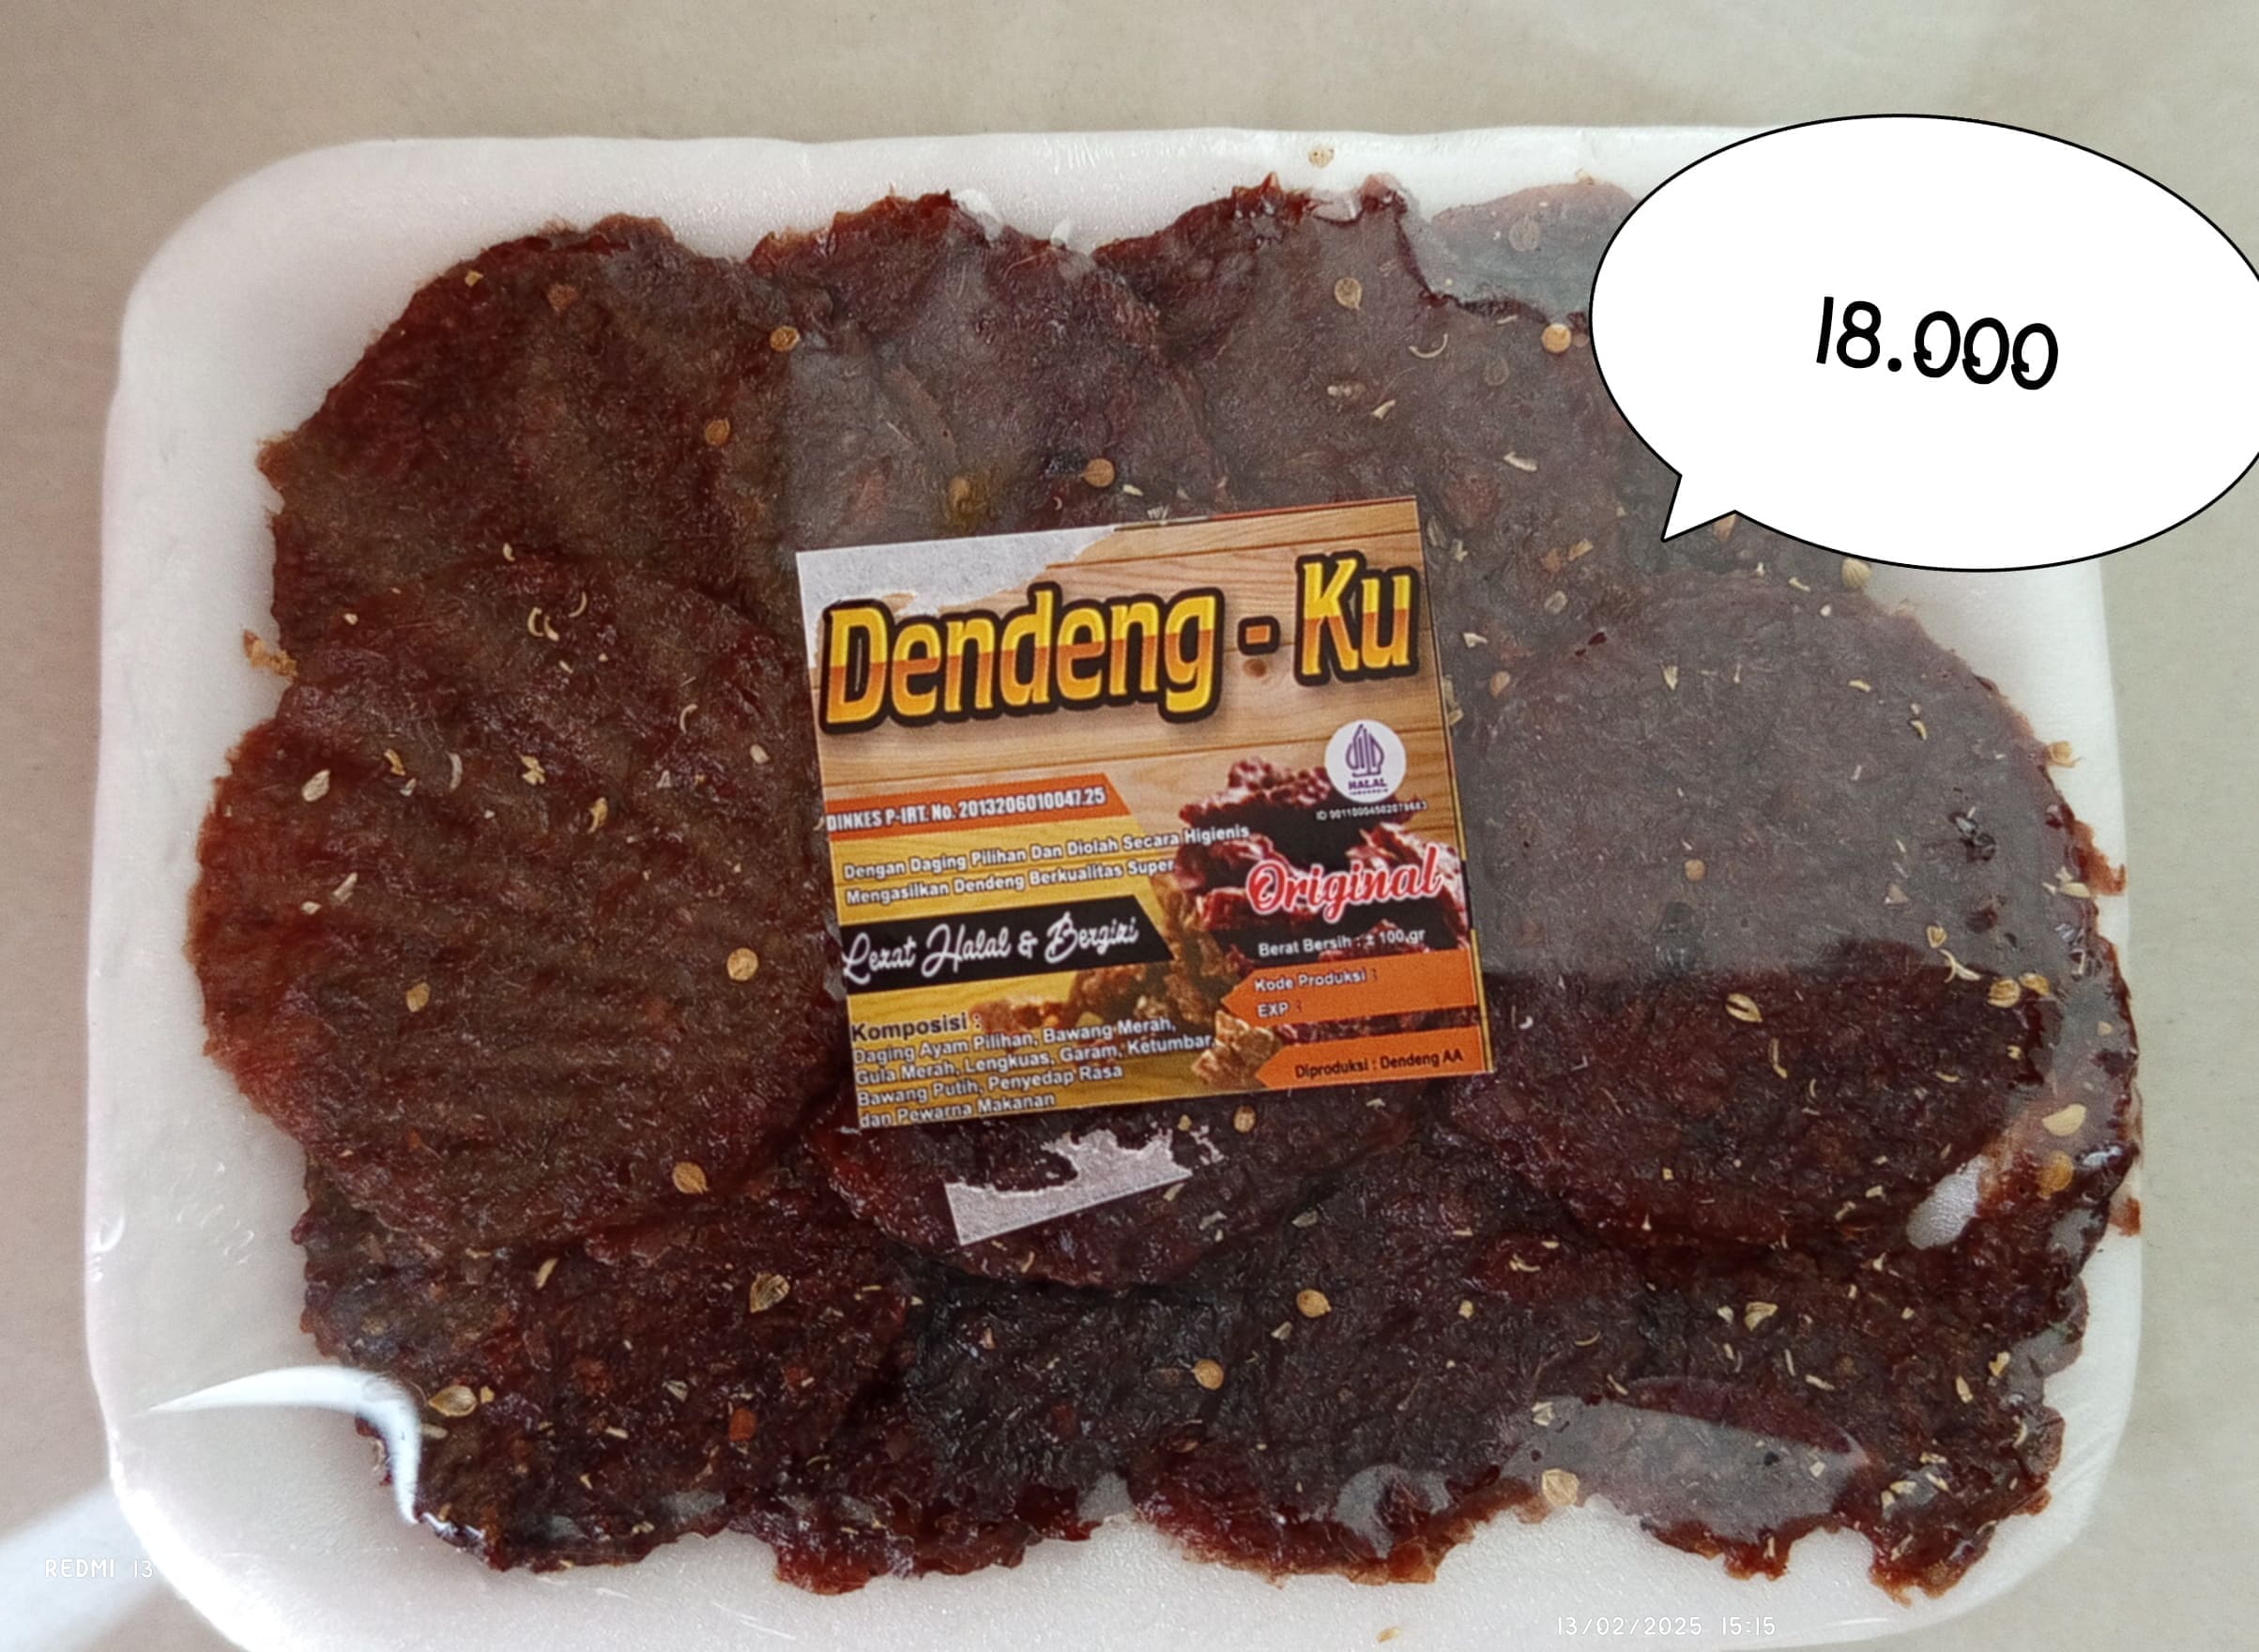 18.000
Dendeng - Ku
HALAL
INDONESIA
DINKES P-IRT. No. 2013206010047.25
Dengan Daging Pilihan Dan Diolah Secara Higienis
Mengasilkan Dendeng Berkualitas Super
Original
Lezat Halal & Bergizi
Berat Bersih : ± 100 gr
Kode Produksi :
EXP :
Komposisi :
Daging Ayam Pilihan, Bawang Merah,
Gula Merah, Lengkuas, Garam, Ketumbar,
Bawang Putih, Penyedap Rasa
dan Pewarna Makanan
Diproduksi : Dendeng AA
REDMI 13
13/02/2025 15:15